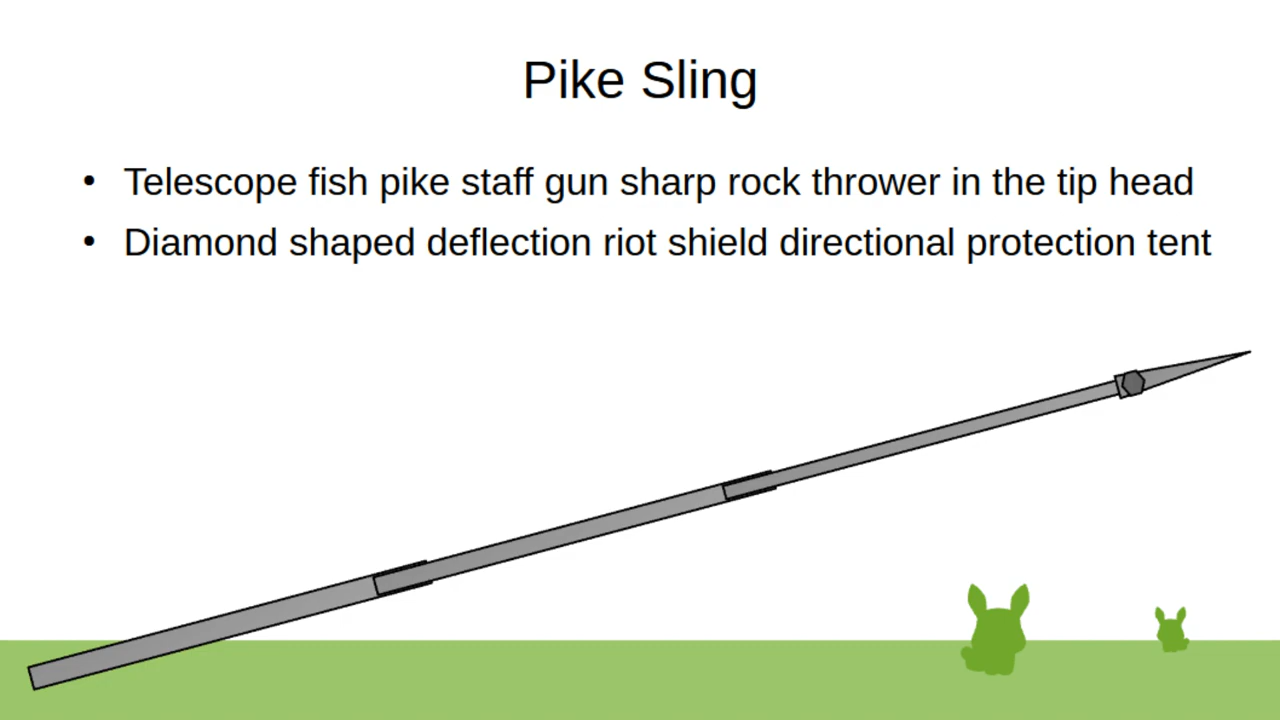 Pike Sling
• Telescope fish pike staff gun sharp rock thrower in the tip head
• Diamond shaped deflection riot shield directional protection tent